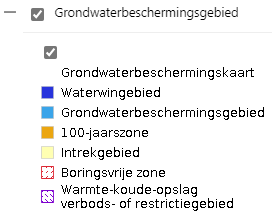 Grondwaterbeschermingsgebied
Grondwaterbeschermingskaart
Waterwingebied
Grondwaterbeschermingsgebied
100-jaarszone
Intrekgebied
Boringsvrije zone
Warmte-koude-opslag
verbods- of restrictiegebied